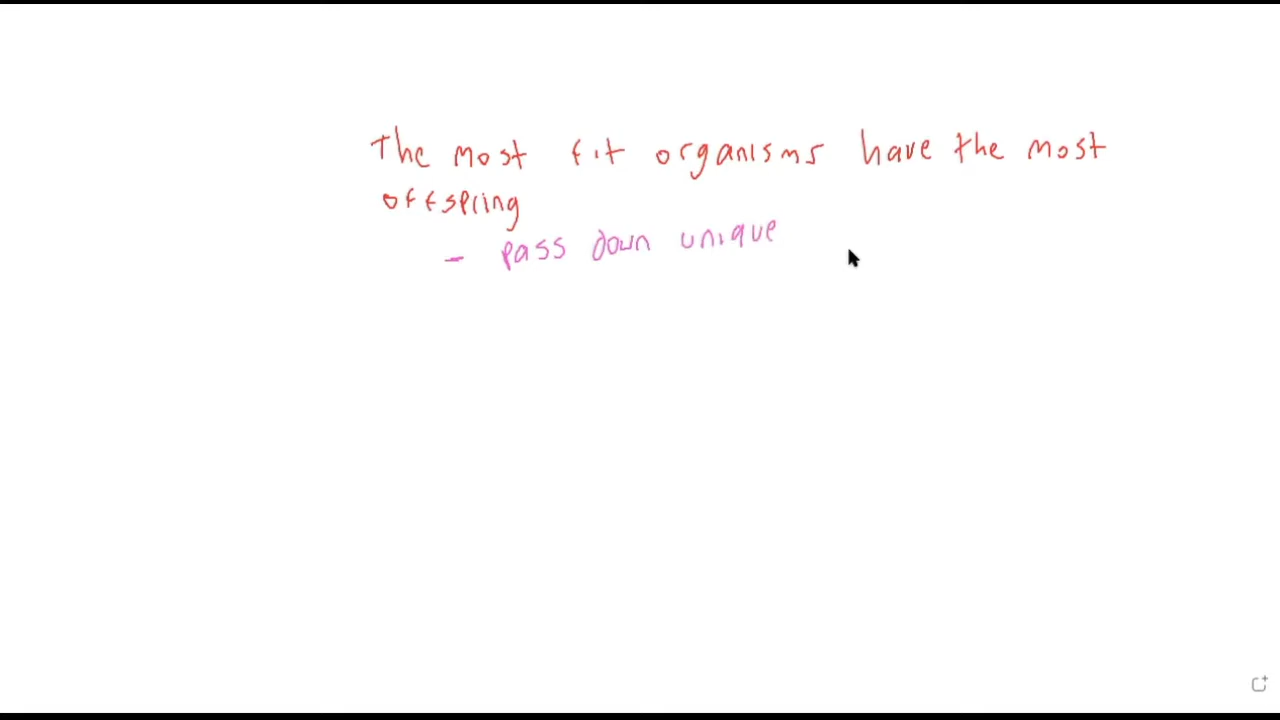 The most fit organisms have the most
offspring
- pass down unique